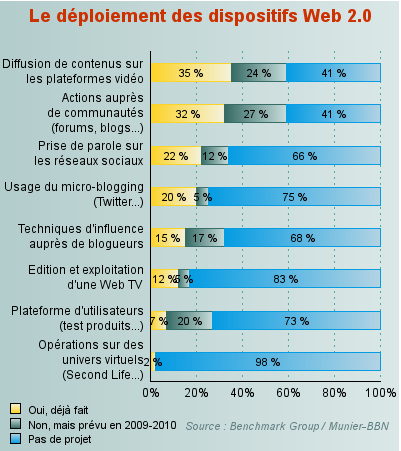 Le déploiement des dispositifs Web 2.0
Diffusion de contenus sur
les plateformes vidéo
35 % 24 % 41 %
Actions auprès
de communautés
(forums, blogs...)
32 % 27 % 41 %
Prise de parole sur
les réseaux sociaux
22 % 12 % 66 %
Usage du micro-blogging
(Twitter...)
20 % 5 % 75 %
Techniques d'influence
auprès de blogueurs
15 % 17 % 68 %
Edition et exploitation
d'une Web TV
12 % 5 % 83 %
Plateforme d'utilisateurs
(test produits...)
7 % 20 % 73 %
Opérations sur des
univers virtuels
(Second Life...)
2 % 98 %
0% 20% 40% 60% 80% 100%
Oui, déjà fait
Non, mais prévu en 2009-2010
Pas de projet
Source : Benchmark Group / Munier-BBN